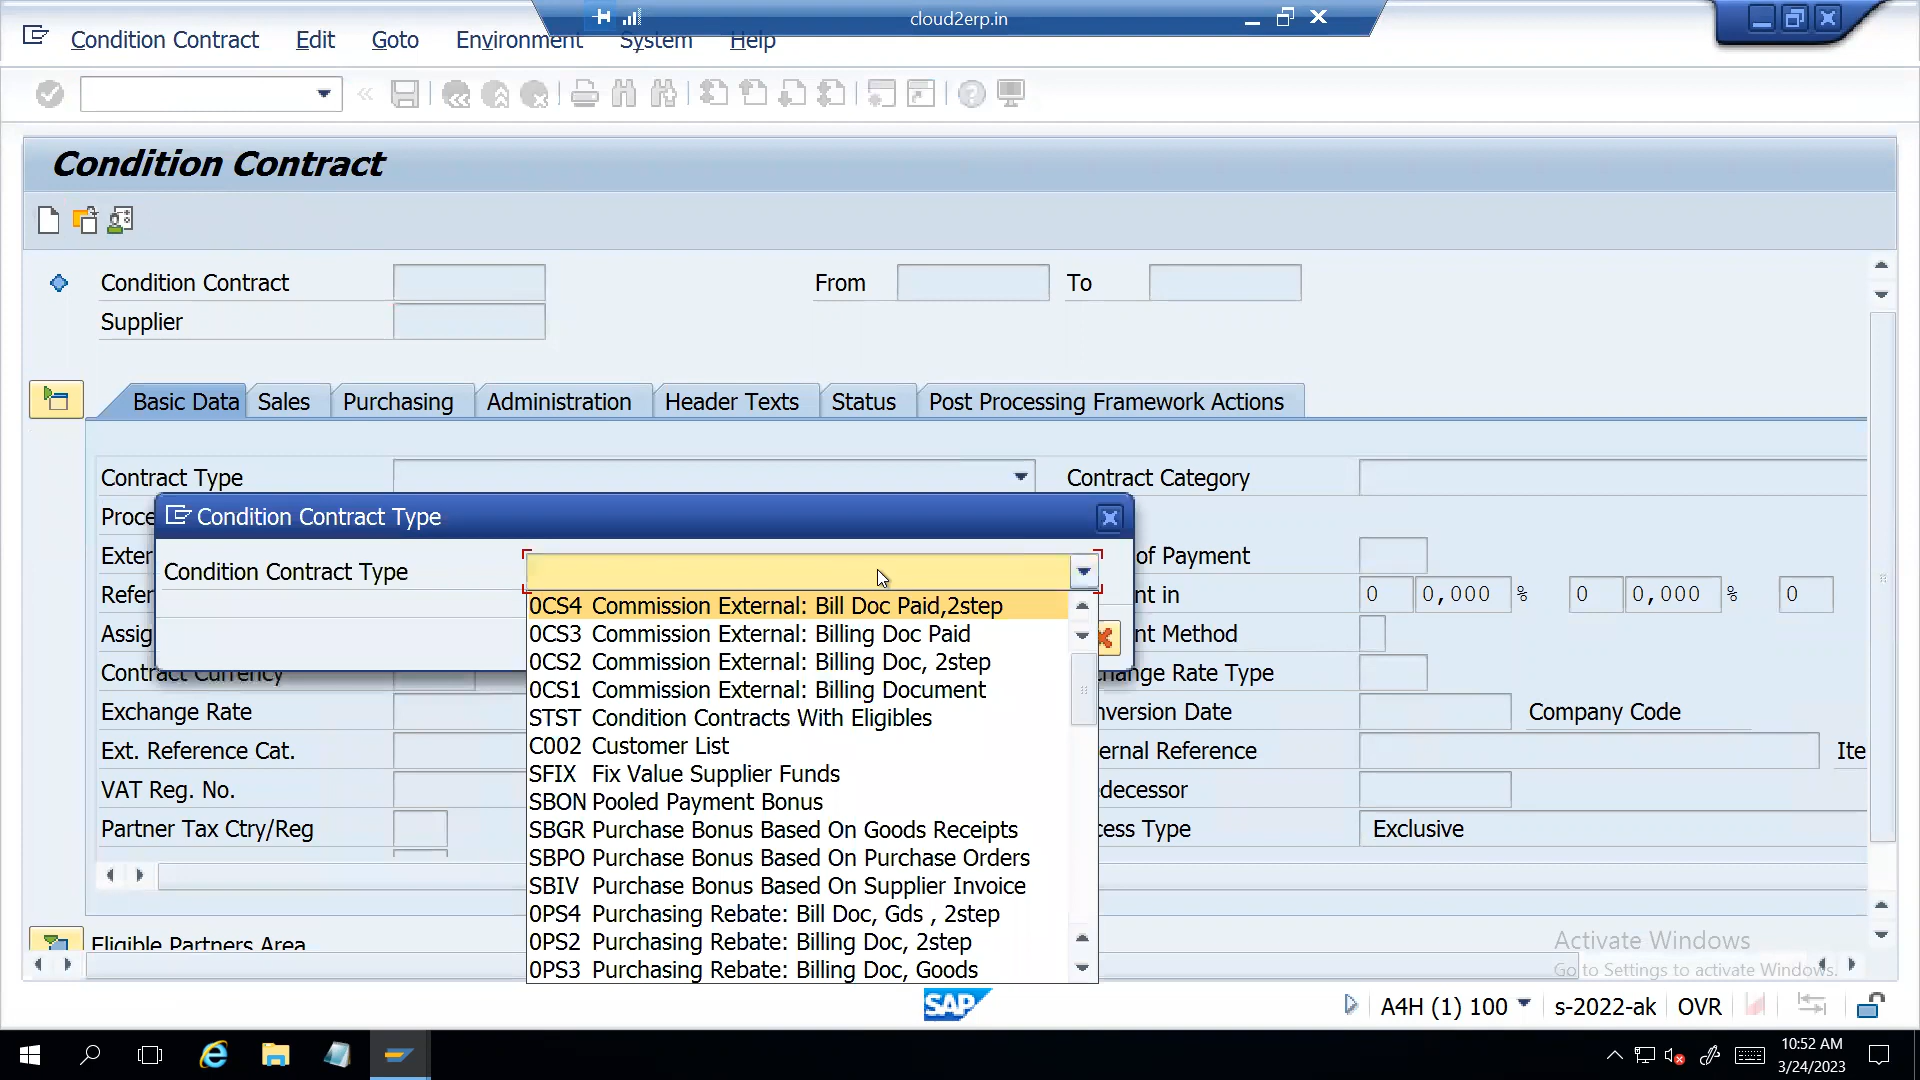 cloud2erp.in
Condition Contract Edit Goto Environment System Help
Condition Contract
Condition Contract From To
Supplier
Basic Data Sales Purchasing Administration Header Texts Status Post Processing Framework Actions
Contract Type Contract Category
Proce
Condition Contract Type
Exter of Payment
Condition Contract Type
Refer nt in 0 0,000 % 0 0,000 % 0
0CS4 Commission External: Bill Doc Paid,2step
Assig nt Method
0CS3 Commission External: Billing Doc Paid
0CS2 Commission External: Billing Doc, 2step
Contract Currency hange Rate Type
0CS1 Commission External: Billing Document
Exchange Rate nversion Date Company Code
STST Condition Contracts With Eligibles
C002 Customer List
Ext. Reference Cat. ernal Reference Ite
SFIX Fix Value Supplier Funds
VAT Reg. No. decessor
SBON Pooled Payment Bonus
Partner Tax Ctry/Reg cess Type Exclusive
SBGR Purchase Bonus Based On Goods Receipts
SBPO Purchase Bonus Based On Purchase Orders
SBIV Purchase Bonus Based On Supplier Invoice
0PS4 Purchasing Rebate: Bill Doc, Gds , 2step
Eligible Partners Area
0PS2 Purchasing Rebate: Billing Doc, 2step
0PS3 Purchasing Rebate: Billing Doc, Goods
Activate Windows
Go to Settings to activate Windows.
SAP
A4H (1) 100 s-2022-ak OVR
10:52 AM
3/24/2023